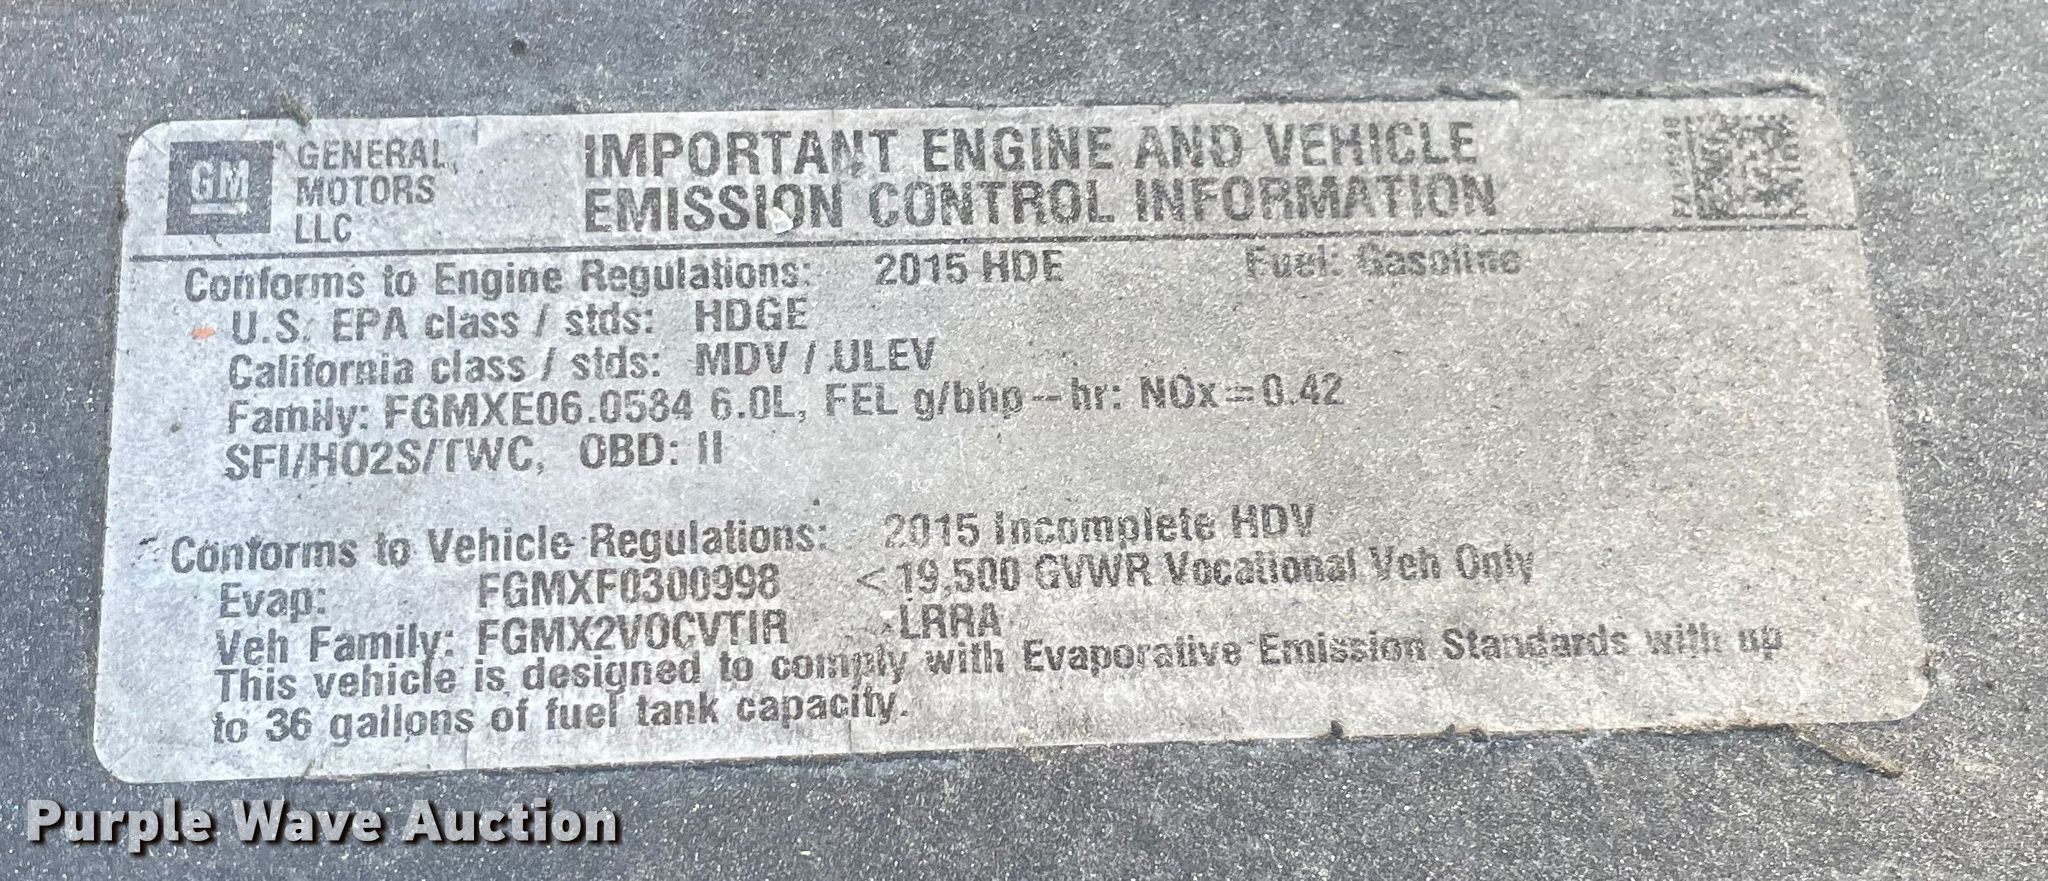 GM
GENERAL
MOTORS
LLC
IMPORTANT ENGINE AND VEHICLE
EMISSION CONTROL INFORMATION
Conforms to Engine Regulations: 2015 HDE Fuel: Gasoline
U.S. EPA class / stds: HDGE
California class / stds: MDV / ULEV
Family: FGMXE06.0584 6.0L, FEL g/bhp-hr: NOx=0.42
SFI/HO2S/TWC, OBD: II
Conforms to Vehicle Regulations: 2015 Incomplete HDV
Evap: FGMXF0300998 <19,500 GVWR Vocational Veh Only
Veh Family: FGMX2VOCVTIR LRRA
This vehicle is designed to comply with Evaporative Emission Standards with up
to 36 gallons of fuel tank capacity.
Purple Wave Auction